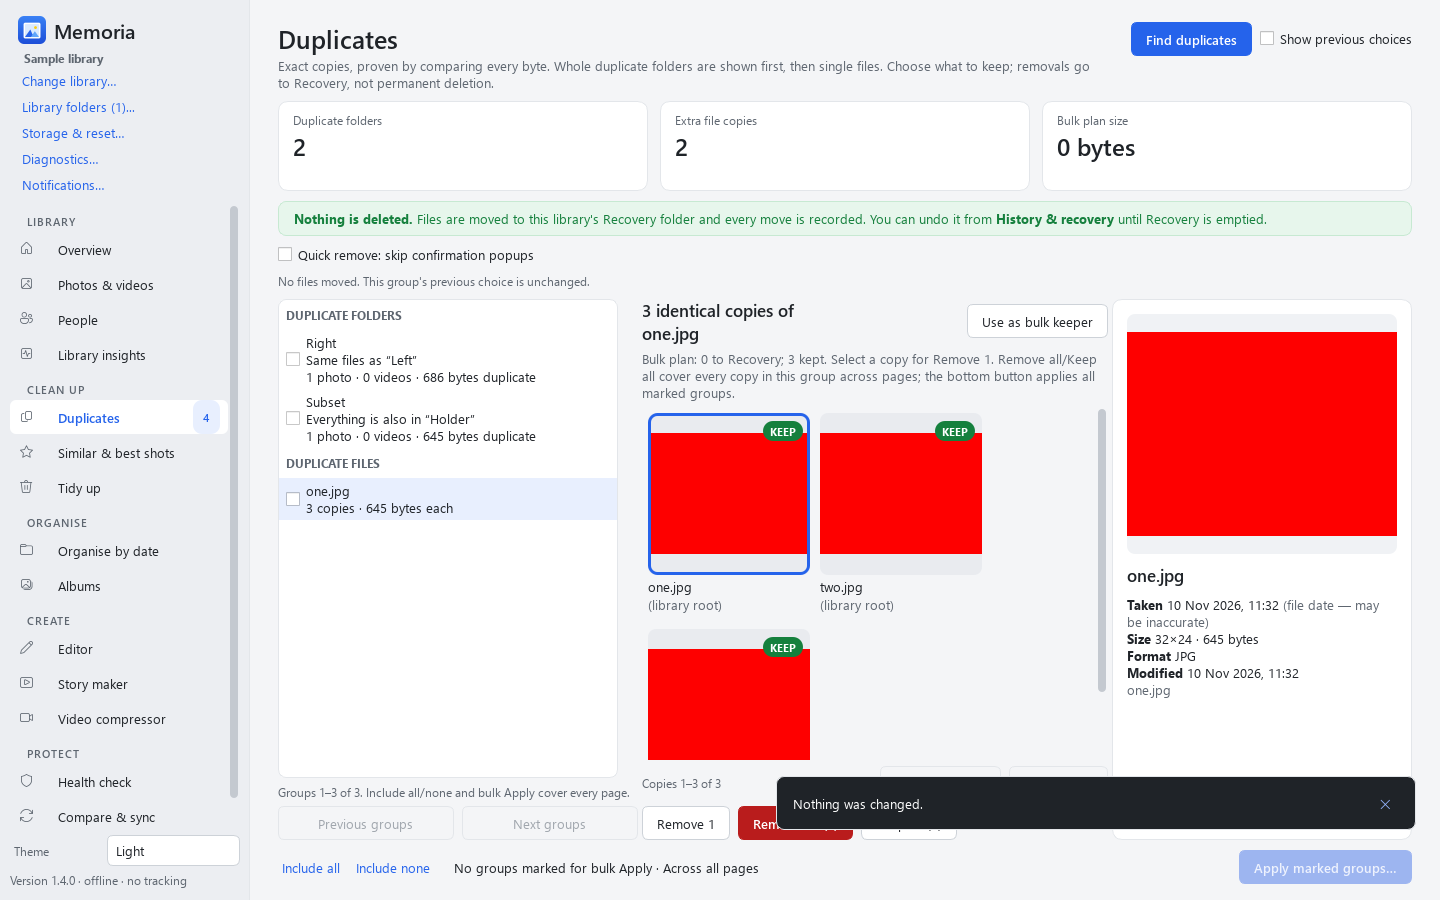 Memoria
Sample library
Change library...
Library folders (1)...
Storage & reset...
Diagnostics...
Notifications...
LIBRARY
Overview
Photos & videos
People
Library insights
CLEAN UP
Duplicates 4
Similar & best shots
Tidy up
ORGANISE
Organise by date
Albums
CREATE
Editor
Story maker
Video compressor
PROTECT
Health check
Compare & sync
Theme Light
Version 1.4.0 · offline · no tracking
Duplicates
Find duplicates
Show previous choices
Exact copies, proven by comparing every byte. Whole duplicate folders are shown first, then single files. Choose what to keep; removals go
to Recovery, not permanent deletion.
Duplicate folders
2
Extra file copies
2
Bulk plan size
0 bytes
Nothing is deleted. Files are moved to this library's Recovery folder and every move is recorded. You can undo it from History & recovery until Recovery is emptied.
Quick remove: skip confirmation popups
No files moved. This group's previous choice is unchanged.
DUPLICATE FOLDERS
Right
Same files as “Left”
1 photo · 0 videos · 686 bytes duplicate
Subset
Everything is also in “Holder”
1 photo · 0 videos · 645 bytes duplicate
DUPLICATE FILES
one.jpg
3 copies · 645 bytes each
Groups 1–3 of 3. Include all/none and bulk Apply cover every page.
Previous groups
Next groups
3 identical copies of
one.jpg
Use as bulk keeper
Bulk plan: 0 to Recovery; 3 kept. Select a copy for Remove 1. Remove all/Keep
all cover every copy in this group across pages; the bottom button applies all
marked groups.
KEEP
KEEP
one.jpg
(library root)
two.jpg
(library root)
KEEP
Copies 1–3 of 3
Remove 1
one.jpg
Taken 10 Nov 2026, 11:32 (file date — may
be inaccurate)
Size 32×24 · 645 bytes
Format JPG
Modified 10 Nov 2026, 11:32
one.jpg
Nothing was changed.
Include all
Include none
No groups marked for bulk Apply · Across all pages
Apply marked groups...